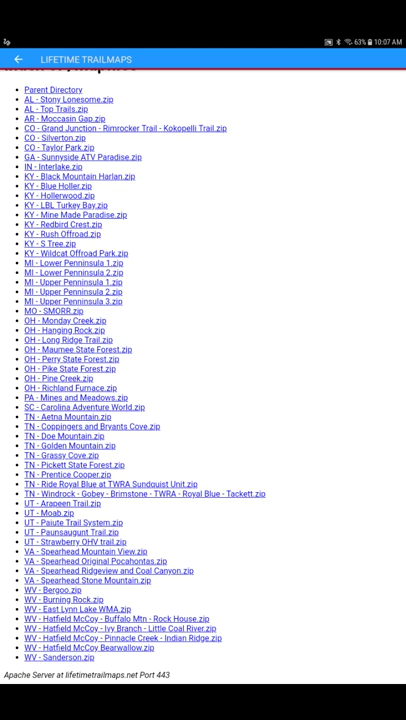 63% 10:07 AM
LIFETIME TRAILMAPS
Parent Directory
AL - Stony Lonesome.zip
AL - Top Trails.zip
AR - Moccasin Gap.zip
CO - Grand Junction - Rimrocker Trail - Kokopelli Trail.zip
CO - Silverton.zip
CO - Taylor Park.zip
GA - Sunnyside ATV Paradise.zip
IN - Interlake.zip
KY - Black Mountain Harlan.zip
KY - Blue Holler.zip
KY - Hollerwood.zip
KY - LBL Turkey Bay.zip
KY - Mine Made Paradise.zip
KY - Redbird Crest.zip
KY - Rush Offroad.zip
KY - S Tree.zip
KY - Wildcat Offroad Park.zip
MI - Lower Penninsula 1.zip
MI - Lower Penninsula 2.zip
MI - Upper Penninsula 1.zip
MI - Upper Penninsula 2.zip
MI - Upper Penninsula 3.zip
MO - SMORR.zip
OH - Monday Creek.zip
OH - Hanging Rock.zip
OH - Long Ridge Trail.zip
OH - Maumee State Forest.zip
OH - Perry State Forest.zip
OH - Pike State Forest.zip
OH - Pine Creek.zip
OH - Richland Furnace.zip
PA - Mines and Meadows.zip
SC - Carolina Adventure World.zip
TN - Aetna Mountain.zip
TN - Coppingers and Bryants Cove.zip
TN - Doe Mountain.zip
TN - Golden Mountain.zip
TN - Grassy Cove.zip
TN - Pickett State Forest.zip
TN - Prentice Cooper.zip
TN - Ride Royal Blue at TWRA Sundquist Unit.zip
TN - Windrock - Gobey - Brimstone - TWRA - Royal Blue - Tackett.zip
UT - Arapeen Trail.zip
UT - Moab.zip
UT - Paiute Trail System.zip
UT - Paunsaugunt Trail.zip
UT - Strawberry OHV trail.zip
VA - Spearhead Mountain View.zip
VA - Spearhead Original Pocahontas.zip
VA - Spearhead Ridgeview and Coal Canyon.zip
VA - Spearhead Stone Mountain.zip
WV - Bergoo.zip
WV - Burning Rock.zip
WV - East Lynn Lake WMA.zip
WV - Hatfield McCoy - Buffalo Mtn - Rock House.zip
WV - Hatfield McCoy - Ivy Branch - Little Coal River.zip
WV - Hatfield McCoy - Pinnacle Creek - Indian Ridge.zip
WV - Hatfield McCoy Bearwallow.zip
WV - Sanderson.zip
Apache Server at lifetimetrailmaps.net Port 443